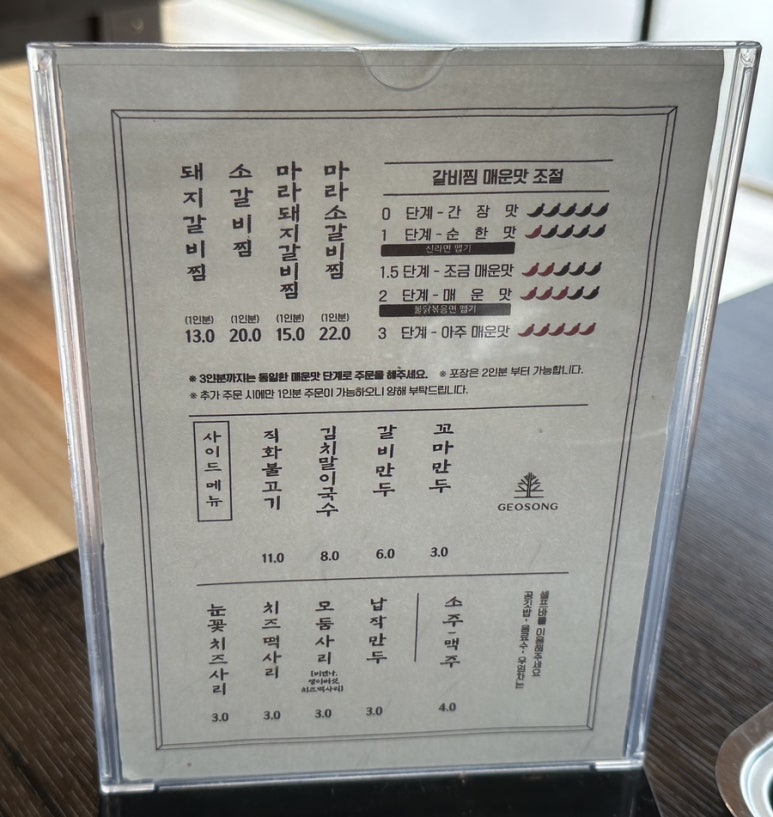 돼지갈비찜
(1인분)
13.0
소갈비찜
(1인분)
20.0
마라돼지갈비찜
(1인분)
15.0
마라소갈비찜
(1인분)
22.0
갈비찜 매운맛 조절
0 단계 - 간 장 맛
1 단계 - 순 한 맛
신라면 맵기
1.5 단계 - 조금 매운맛
2 단계 - 매 운 맛
불닭볶음면 맵기
3 단계 - 아주 매운맛
※ 3인분까지는 동일한 매운맛 단계로 주문을 해주세요. ※ 포장은 2인분 부터 가능합니다.
※ 추가 주문 시에만 1인분 주문이 가능하오니 양해 부탁드립니다.
사이드메뉴
직화불고기
11.0
김치말이국수
8.0
갈비만두
6.0
꼬마만두
3.0
GEOSONG
눈꽃치즈사리
3.0
치즈떡사리
3.0
모둠사리
3.0
납작만두
3.0
소주-맥주
4.0
공깃밥·음료수·무절임은
셀프바를 이용해주세요